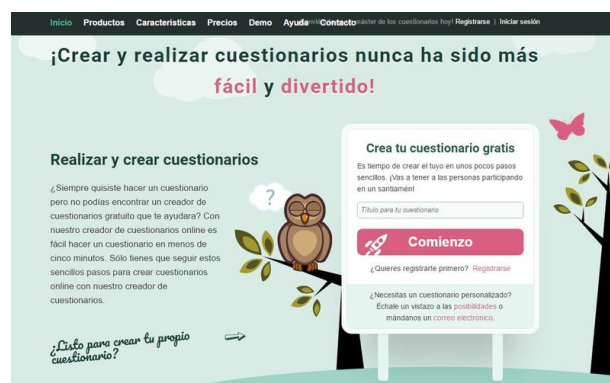 Inicio Productos Caracteristicas Precios Demo Ayuda Contacto máster de los cuestionarios hoy! Registrarse | Iniciar sesión
¡Crear y realizar cuestionarios nunca ha sido más
fácil y divertido!
Realizar y crear cuestionarios
¿Siempre quisiste hacer un cuestionario
pero no podías encontrar un creador de
cuestionarios gratuito que te ayudara? Con
nuestro creador de cuestionarios online es
fácil hacer un cuestionario en menos de
cinco minutos. Sólo tienes que seguir estos
sencillos pasos para crear cuestionarios
online con nuestro creador de
cuestionarios.
¿Listo para crear tu propio
cuestionario?
?
Crea tu cuestionario gratis
Es tiempo de crear el tuyo en unos pocos pasos
sencillos. ¡Vas a tener a las personas participando
en un santiamén!
Título para tu cuestionario
Comienzo
¿Quieres registrarte primero? Registrarse
¿Necesitas un cuestionario personalizado?
Échale un vistazo a las posibilidades o
mándanos un correo electrónico.